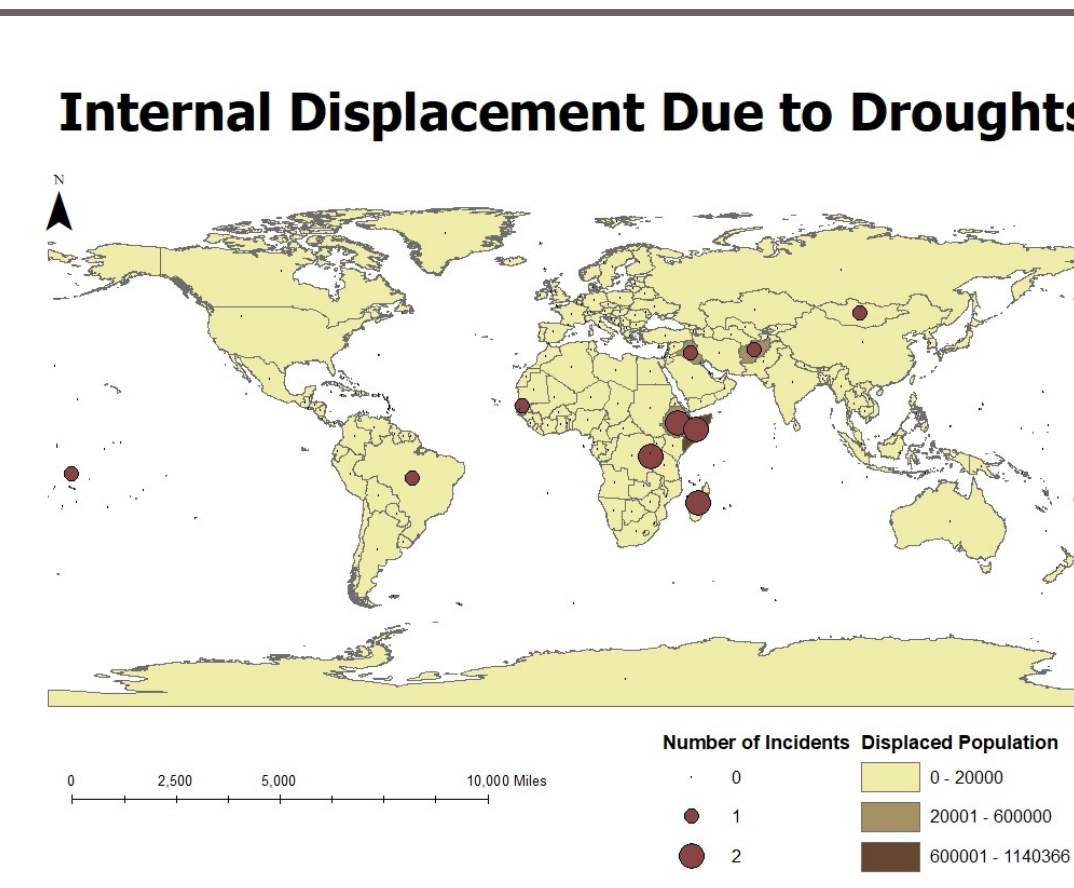 Internal Displacement Due to Droughts
N
Number of Incidents Displaced Population
0 2,500 5,000 10,000 Miles
0 0 - 20000
1 20001 - 600000
2 600001 - 1140366